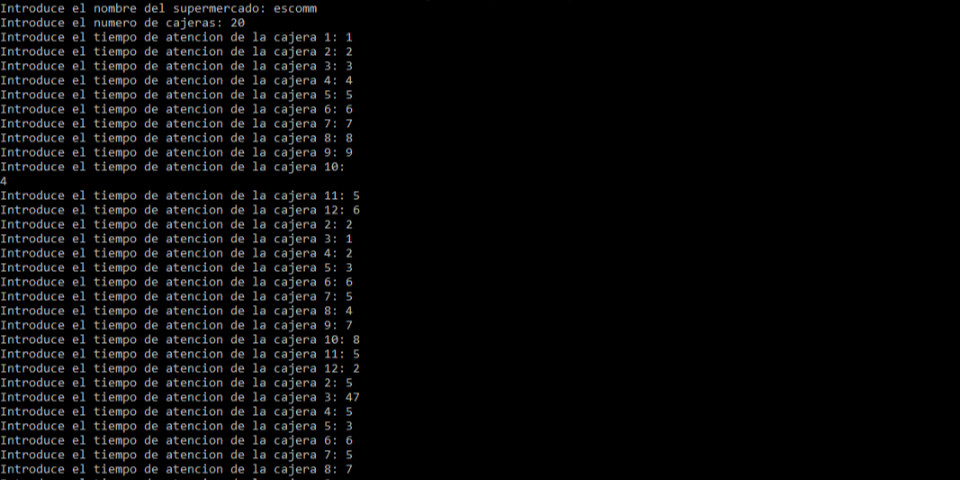 Introduce el nombre del supermercado: escomm
Introduce el numero de cajeras: 20
Introduce el tiempo de atencion de la cajera 1: 1
Introduce el tiempo de atencion de la cajera 2: 2
Introduce el tiempo de atencion de la cajera 3: 3
Introduce el tiempo de atencion de la cajera 4: 4
Introduce el tiempo de atencion de la cajera 5: 5
Introduce el tiempo de atencion de la cajera 6: 6
Introduce el tiempo de atencion de la cajera 7: 7
Introduce el tiempo de atencion de la cajera 8: 8
Introduce el tiempo de atencion de la cajera 9: 9
Introduce el tiempo de atencion de la cajera 10:
4
Introduce el tiempo de atencion de la cajera 11: 5
Introduce el tiempo de atencion de la cajera 12: 6
Introduce el tiempo de atencion de la cajera 2: 2
Introduce el tiempo de atencion de la cajera 3: 1
Introduce el tiempo de atencion de la cajera 4: 2
Introduce el tiempo de atencion de la cajera 5: 3
Introduce el tiempo de atencion de la cajera 6: 6
Introduce el tiempo de atencion de la cajera 7: 5
Introduce el tiempo de atencion de la cajera 8: 4
Introduce el tiempo de atencion de la cajera 9: 7
Introduce el tiempo de atencion de la cajera 10: 8
Introduce el tiempo de atencion de la cajera 11: 5
Introduce el tiempo de atencion de la cajera 12: 2
Introduce el tiempo de atencion de la cajera 2: 5
Introduce el tiempo de atencion de la cajera 3: 47
Introduce el tiempo de atencion de la cajera 4: 5
Introduce el tiempo de atencion de la cajera 5: 3
Introduce el tiempo de atencion de la cajera 6: 6
Introduce el tiempo de atencion de la cajera 7: 5
Introduce el tiempo de atencion de la cajera 8: 7